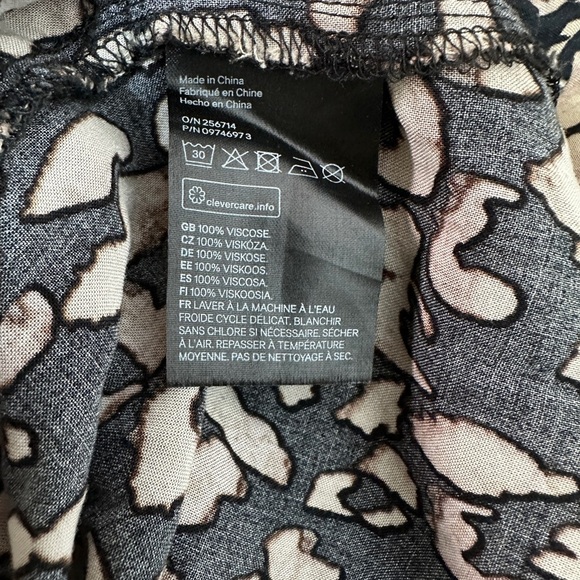 Made in China
Fabriqué en Chine
Hecho en China
O/N 256714
P/N 0974697 3
30
clevercare.info
GB 100% VISCOSE.
CZ 100% VISKÓZA.
DE 100% VISKOSE.
EE 100% VISKOOS.
ES 100% VISCOSA.
FI 100% VISKOOSIA.
FR LAVER À LA MACHINE À L'EAU
FROIDE CYCLE DÉLICAT. BLANCHIR
SANS CHLORE SI NÉCESSAIRE. SÉCHER
À L'AIR. REPASSER À TEMPÉRATURE
MOYENNE. PAS DE NETTOYAGE À SEC.